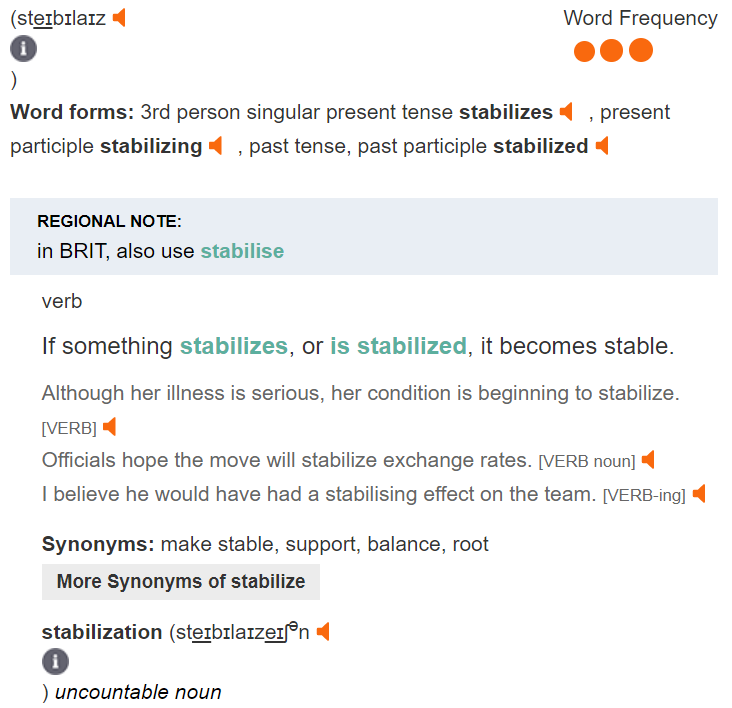 (steɪbɪlaɪz
Word Frequency
)
Word forms: 3rd person singular present tense stabilizes , present
participle stabilizing , past tense, past participle stabilized
REGIONAL NOTE:
in BRIT, also use stabilise
verb
If something stabilizes, or is stabilized, it becomes stable.
Although her illness is serious, her condition is beginning to stabilize.
[VERB]
Officials hope the move will stabilize exchange rates. [VERB noun]
I believe he would have had a stabilising effect on the team. [VERB-ing]
Synonyms: make stable, support, balance, root
More Synonyms of stabilize
stabilization (steɪbɪlaɪzeɪʃᵊn
) uncountable noun